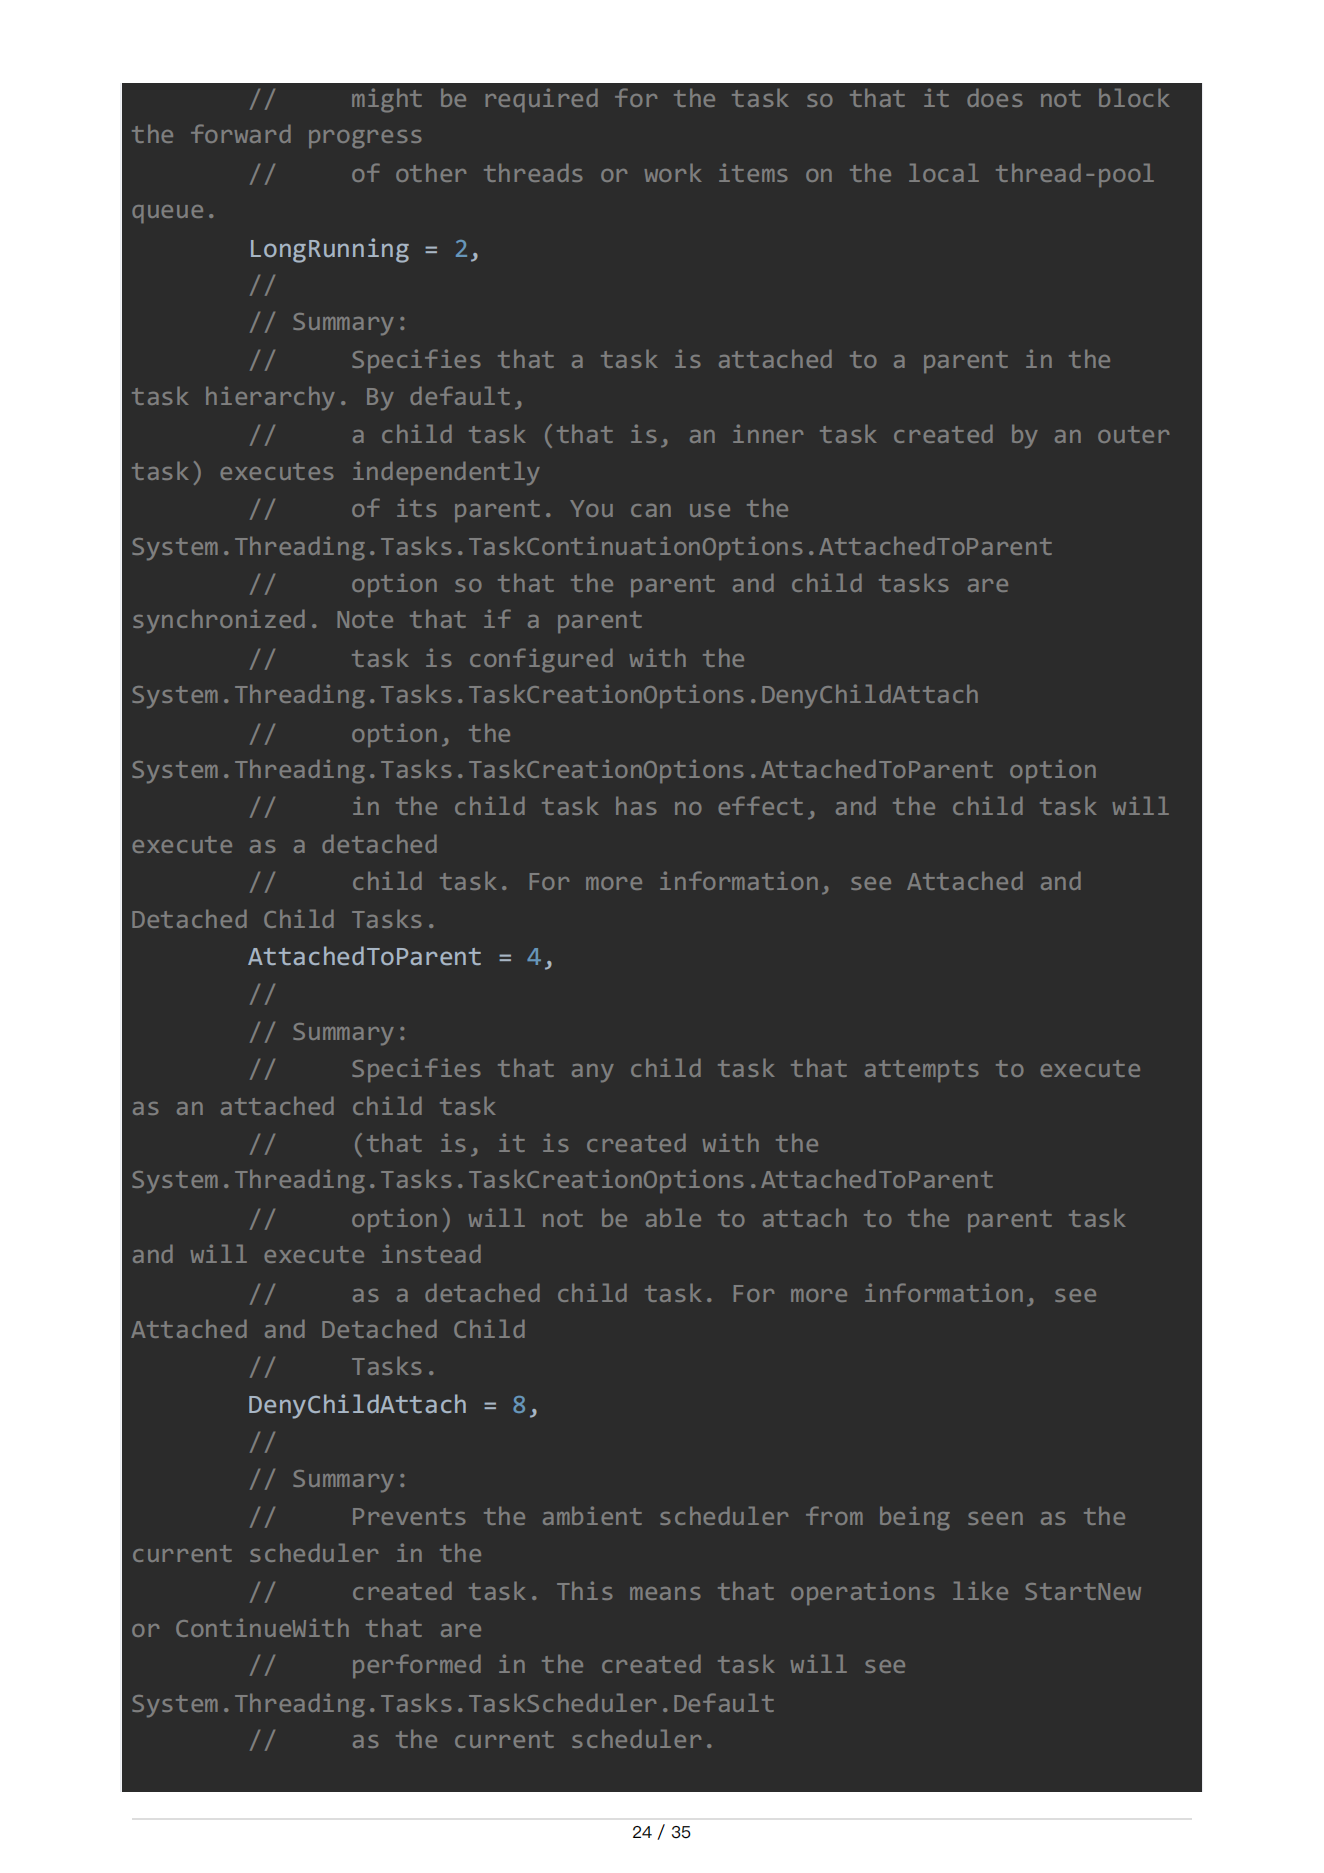 //     might be required for the task so that it does not block
the forward progress
//     of other threads or work items on the local thread-pool
queue.
LongRunning = 2,
//
// Summary:
//     Specifies that a task is attached to a parent in the
task hierarchy. By default,
//     a child task (that is, an inner task created by an outer
task) executes independently
//     of its parent. You can use the
System.Threading.Tasks.TaskContinuationOptions.AttachedToParent
//     option so that the parent and child tasks are
synchronized. Note that if a parent
//     task is configured with the
System.Threading.Tasks.TaskCreationOptions.DenyChildAttach
//     option, the
System.Threading.Tasks.TaskCreationOptions.AttachedToParent option
//     in the child task has no effect, and the child task will
execute as a detached
//     child task. For more information, see Attached and
Detached Child Tasks.
AttachedToParent = 4,
//
// Summary:
//     Specifies that any child task that attempts to execute
as an attached child task
//     (that is, it is created with the
System.Threading.Tasks.TaskCreationOptions.AttachedToParent
//     option) will not be able to attach to the parent task
and will execute instead
//     as a detached child task. For more information, see
Attached and Detached Child
//     Tasks.
DenyChildAttach = 8,
//
// Summary:
//     Prevents the ambient scheduler from being seen as the
current scheduler in the
//     created task. This means that operations like StartNew
or ContinueWith that are
//     performed in the created task will see
System.Threading.Tasks.TaskScheduler.Default
//     as the current scheduler.
24 / 35